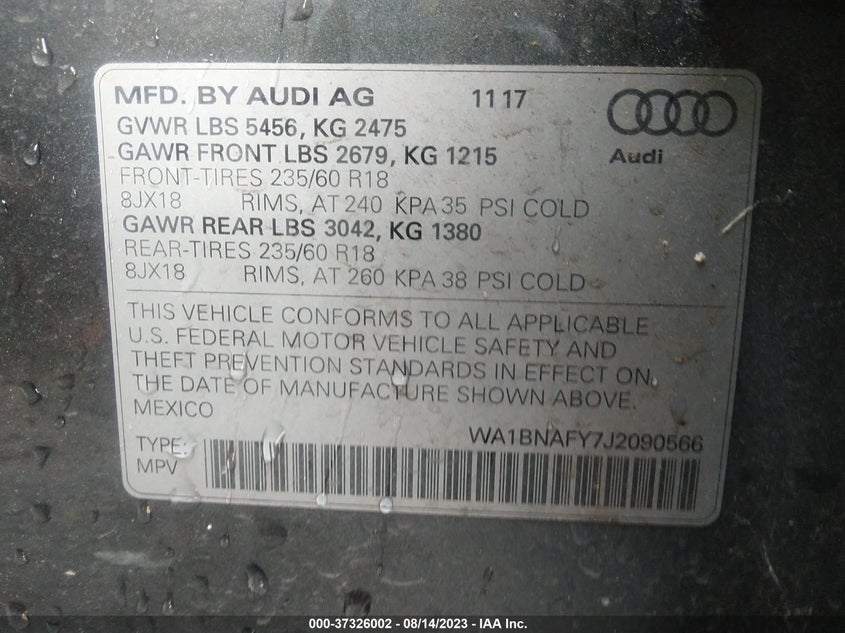 MFD. BY AUDI AG 11 17
GVWR LBS 5456, KG 2475
GAWR FRONT LBS 2679, KG 1215
Audi
FRONT-TIRES 235/60 R18
8JX18 RIMS, AT 240 KPA 35 PSI COLD
GAWR REAR LBS 3042, KG 1380
REAR-TIRES 235/60 R18
8JX18 RIMS, AT 260 KPA 38 PSI COLD
THIS VEHICLE CONFORMS TO ALL APPLICABLE
U.S. FEDERAL MOTOR VEHICLE SAFETY AND
THEFT PREVENTION STANDARDS IN EFFECT ON
THE DATE OF MANUFACTURE SHOWN ABOVE.
MEXICO
WA1BNAFY7J2090566
TYPE:
MPV
000-37326002 - 08/14/2023 - IAA Inc.